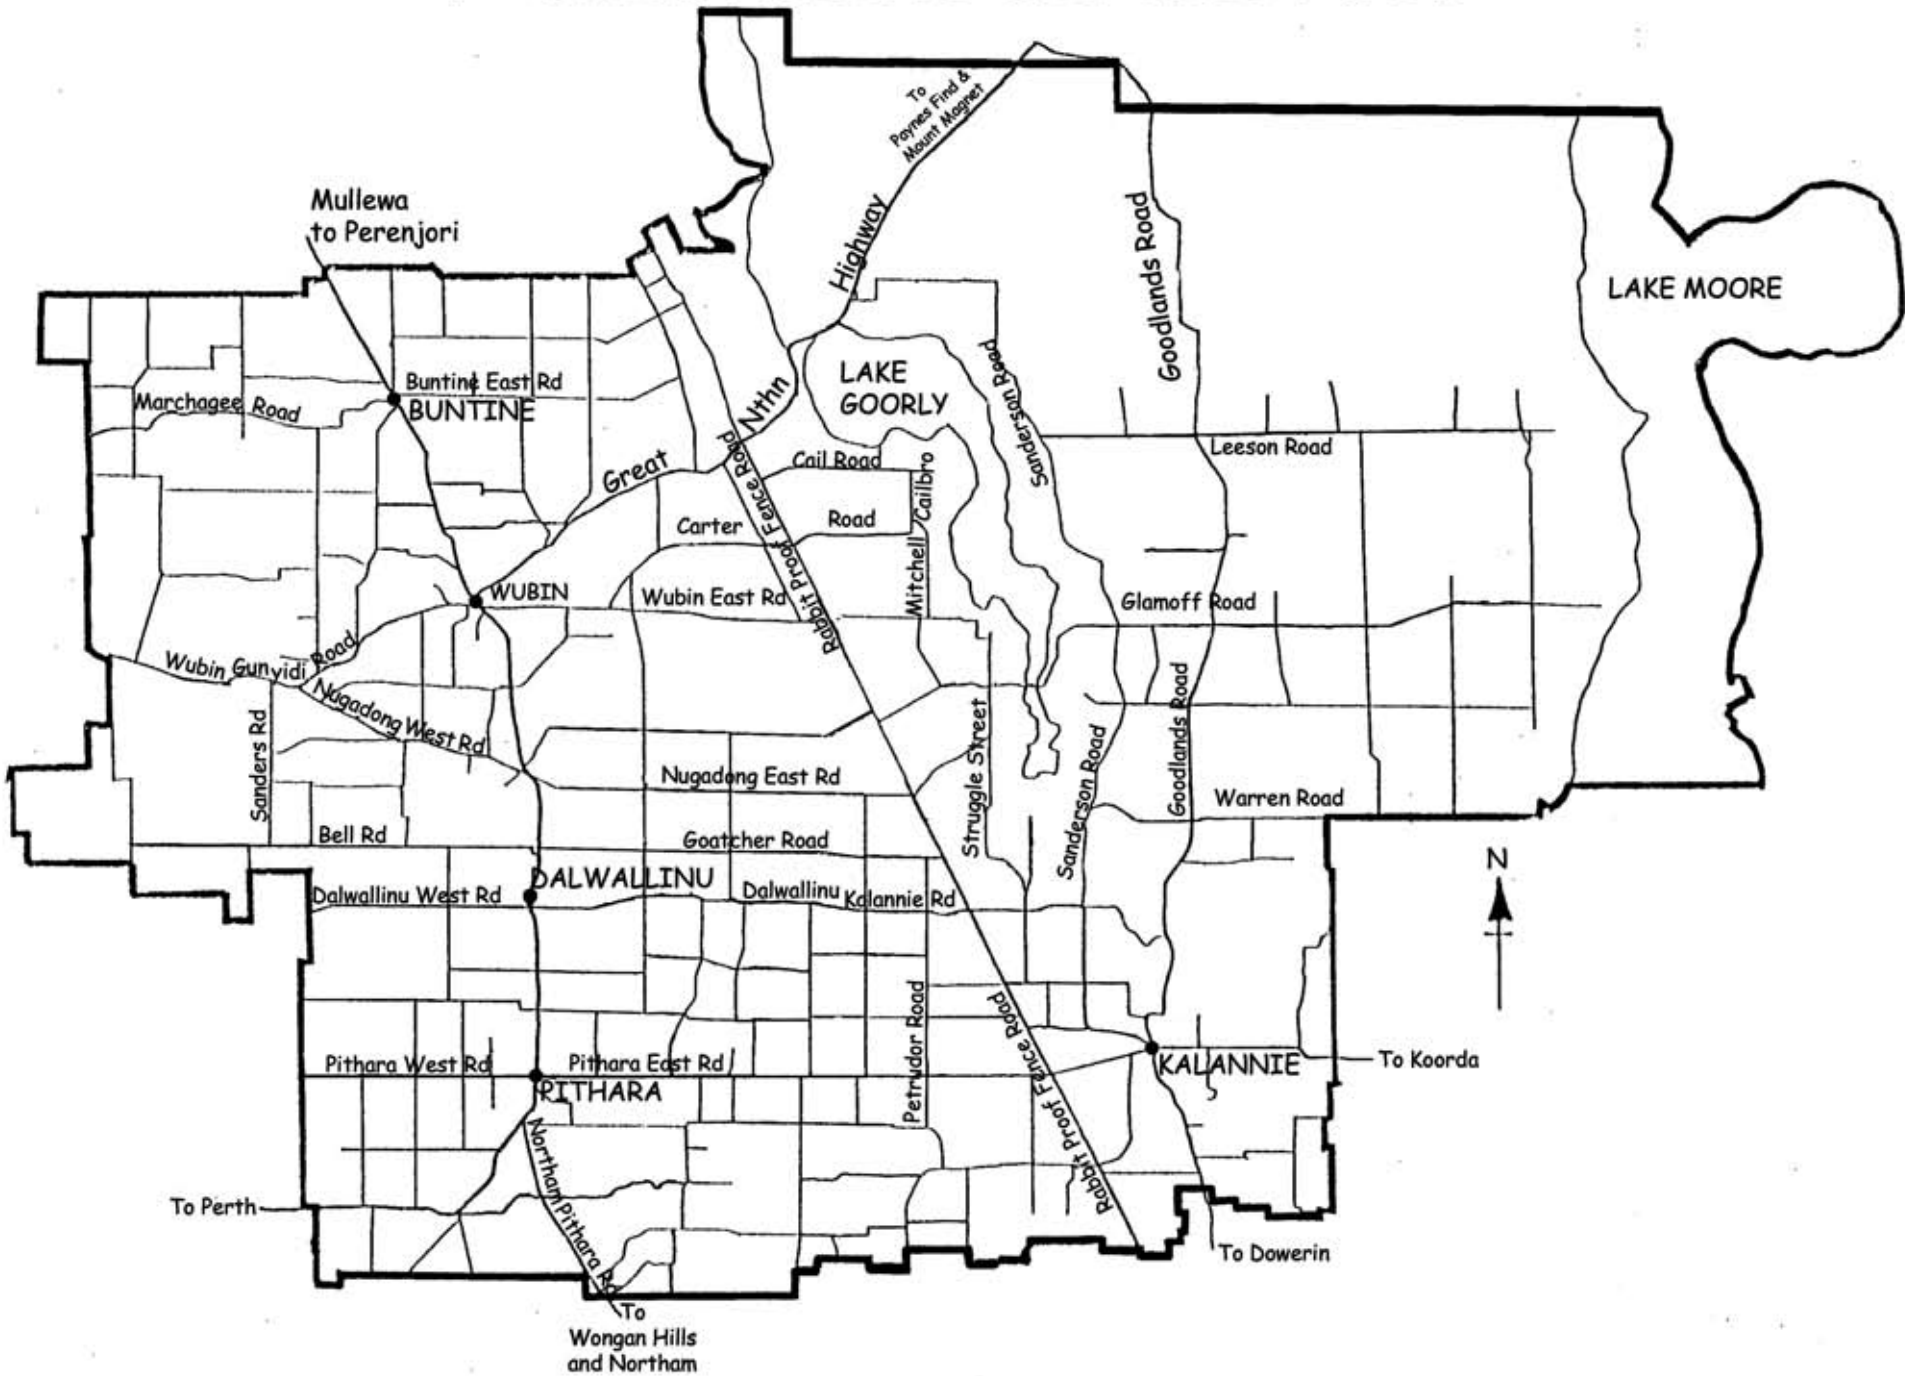 To
Paynes Find &
Mount Magnet
Mullewa
to Perenjori
Highway
Goodlands Road
LAKE MOORE
Buntine East Rd
Marchagee Road
BUNTINE
LAKE
GOORLY
Nthn
Great
Sanderson Road
Leeson Road
Cail Road
Rabbit Proof Fence Road
Cailbro
Mitchell
Carter Road
WUBIN
Wubin East Rd
Rabbit Proof Fence Road
Glamoff Road
Wubin Gunyidi Road
Nugadong West Rd
Sanders Rd
Struggle Street
Sanderson Road
Goodlands Road
Nugadong East Rd
Warren Road
Bell Rd
Goatcher Road
DALWALLINU
Dalwallinu West Rd
Dalwallinu Kalannie Rd
N
Petrudor Road
Rabbit Proof Fence Road
Pithara West Rd
Pithara East Rd
PITHARA
KALANNIE
To Koorda
Northam Pithara Rd
Rabbit Proof Fence Road
To Perth
To Dowerin
To
Wongan Hills
and Northam